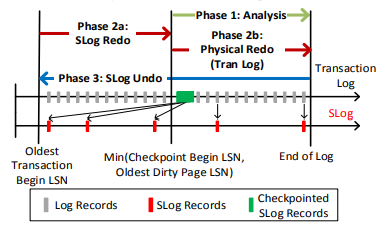 Phase 2a:
SLog Redo
Phase 1: Analysis
Phase 2b:
Physical Redo
(Tran Log)
Phase 3: SLog Undo
Transaction
Log
SLog
Oldest
Transaction
Begin LSN
Min(Checkpoint Begin LSN,
Oldest Dirty Page LSN)
End of Log
Log Records
SLog Records
Checkpointed
SLog Records